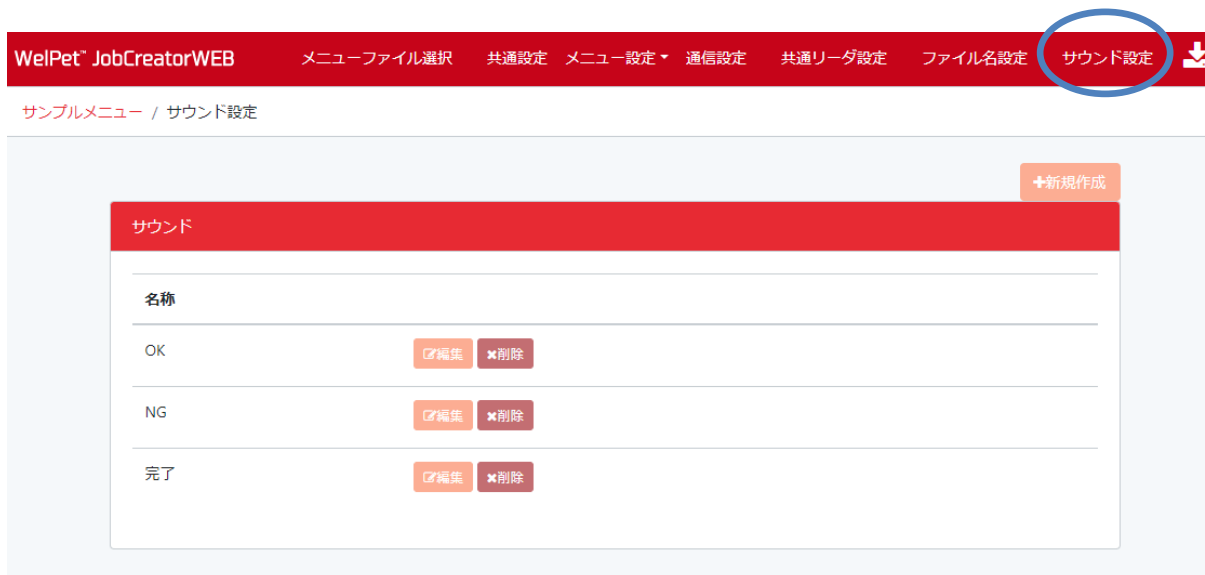 WelPet™ JobCreatorWEB メニューファイル選択 共通設定 メニュー設定 通信設定 共通リーダ設定 ファイル名設定 サウンド設定
サンプルメニュー / サウンド設定
新規作成
サウンド
名称
OK 編集 削除
NG 編集 削除
完了 編集 削除